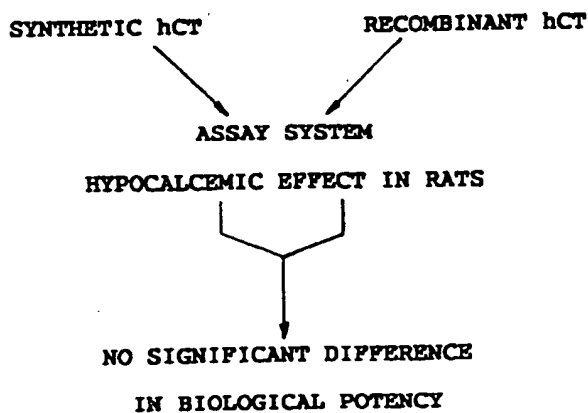 SYNTHETIC hCT
RECOMBINANT hCT
ASSAY SYSTEM
HYPOCALCEMIC EFFECT IN RATS
NO SIGNIFICANT DIFFERENCE
IN BIOLOGICAL POTENCY